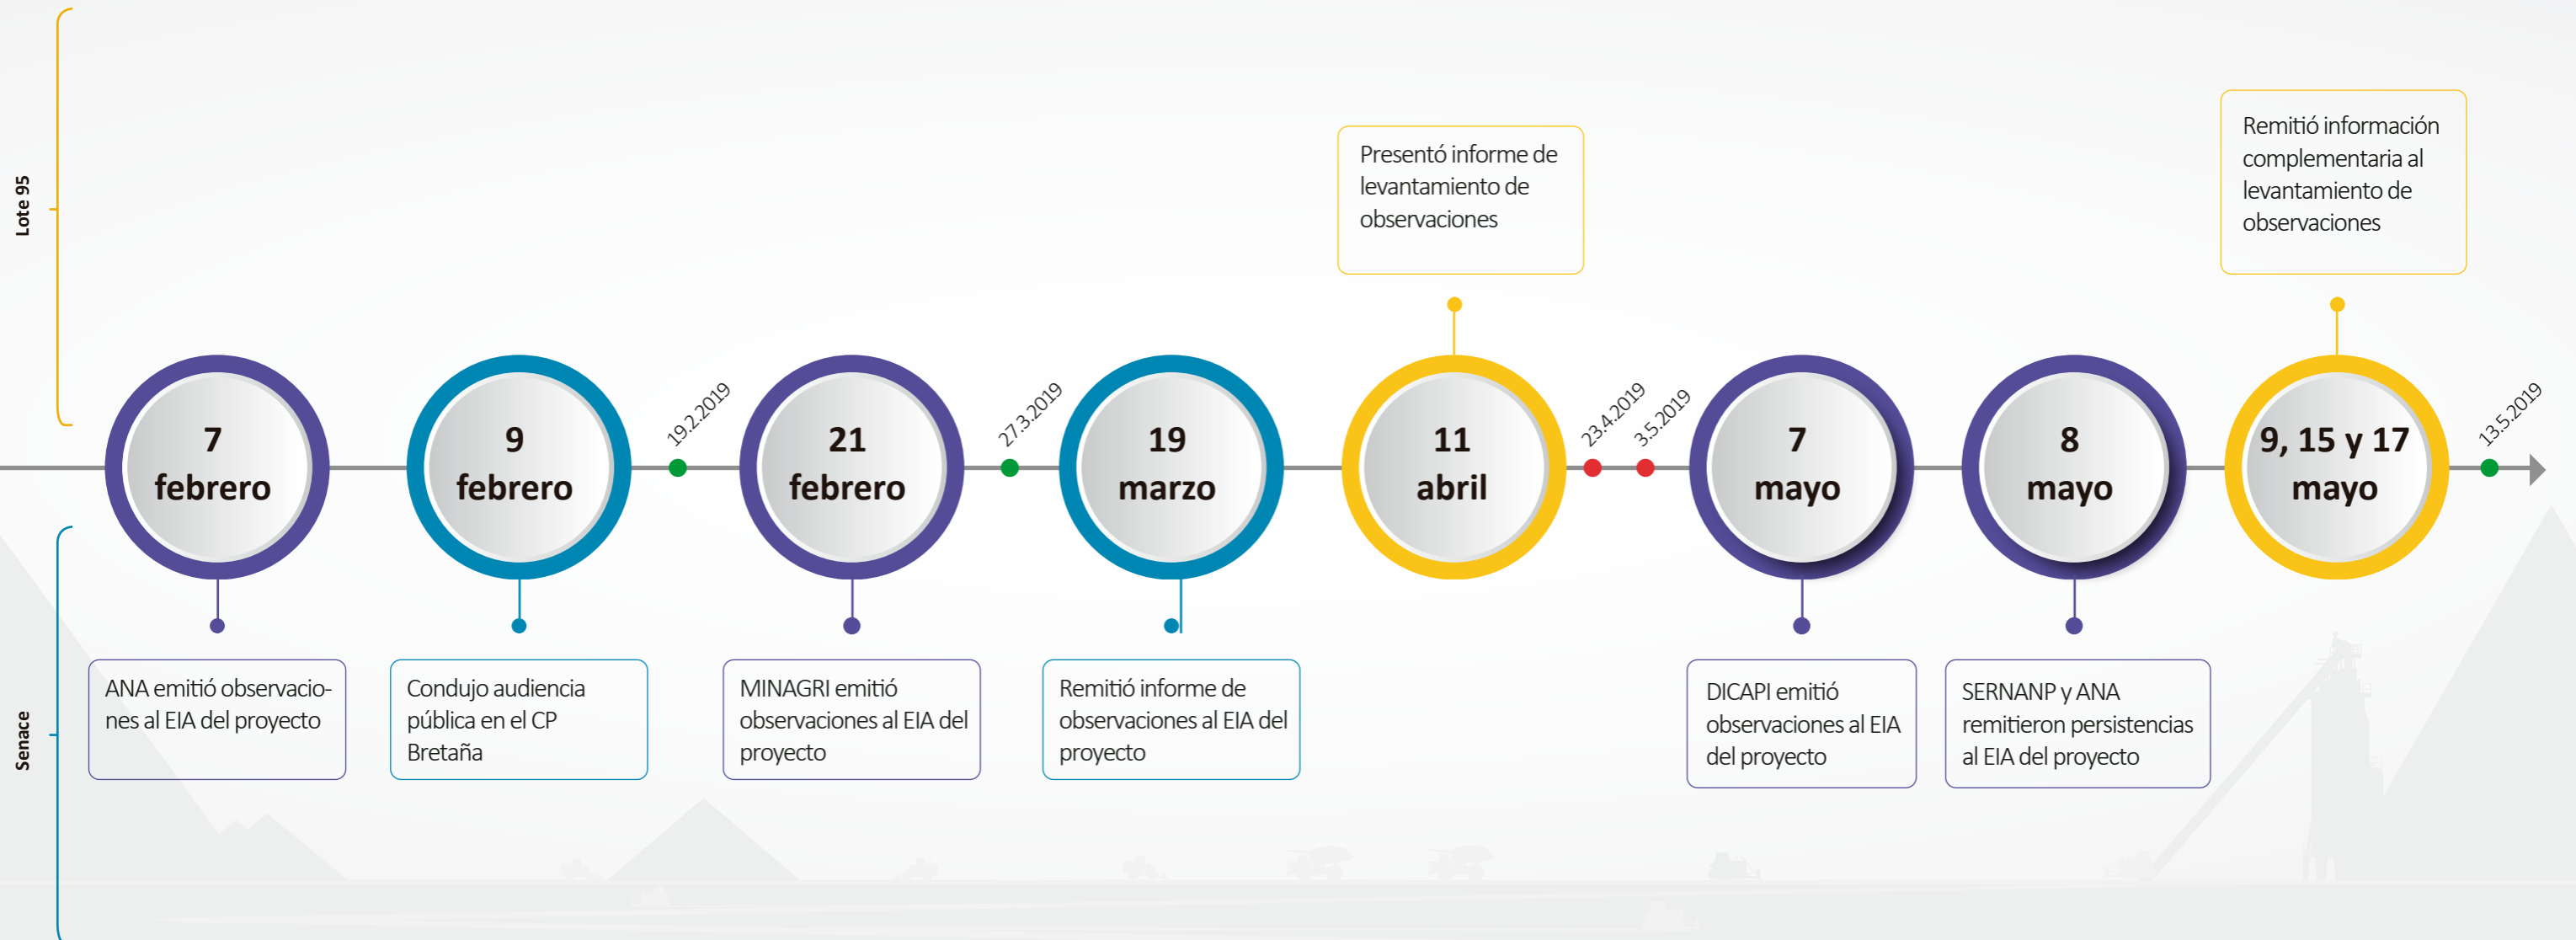 Lote 95
Presentó informe de
levantamiento de
observaciones
Remitió información
complementaria al
levantamiento de
observaciones
7
febrero
9
febrero
19.2.2019
21
febrero
27.3.2019
19
marzo
11
abril
23.4.2019
3.5.2019
7
mayo
8
mayo
9, 15 y 17
mayo
13.5.2019
Senace
ANA emitió observacio-
nes al EIA del proyecto
Condujo audiencia
pública en el CP
Bretaña
MINAGRI emitió
observaciones al EIA del
proyecto
Remitió informe de
observaciones al EIA del
proyecto
DICAPI emitió
observaciones al EIA
del proyecto
SERNANP y ANA
remitieron persistencias
al EIA del proyecto